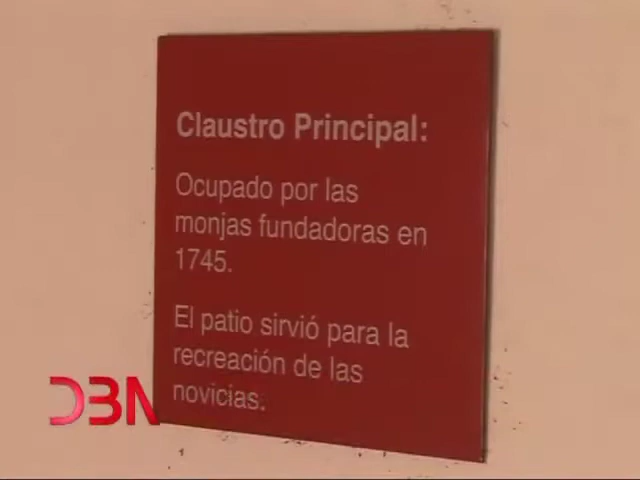 Claustro Principal:
Ocupado por las
monjas fundadoras en
1745.
El patio sirvió para la
recreación de las
novicias.
DBN